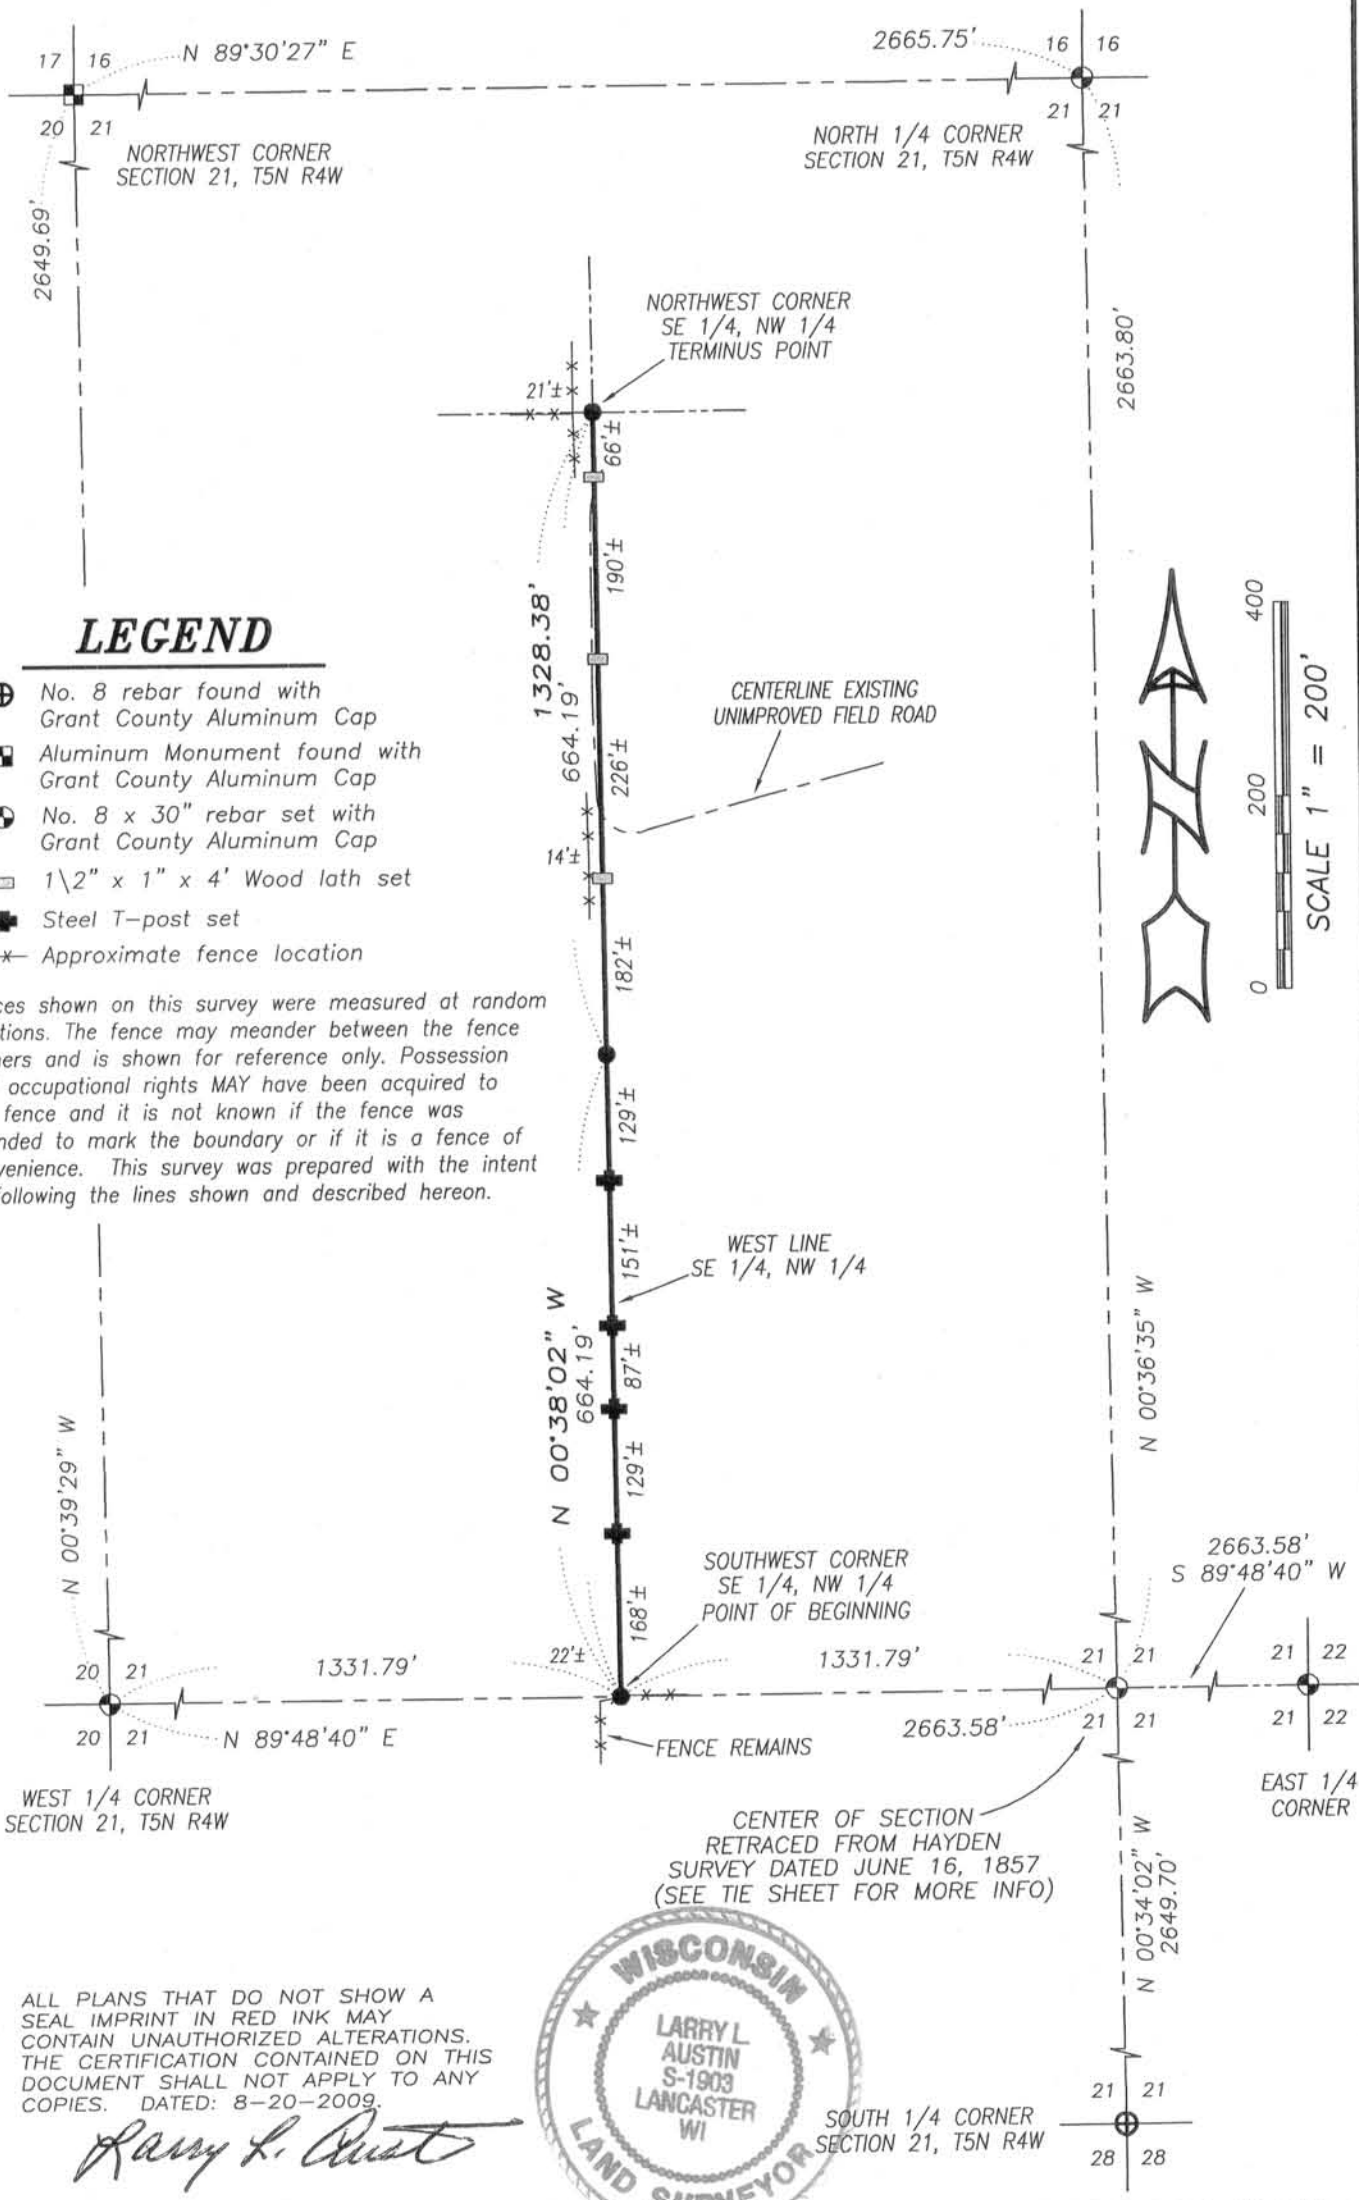 17 16
N 89°30'27" E
2665.75'
16 16
20 21
21 21
NORTHWEST CORNER
SECTION 21, T5N R4W
NORTH 1/4 CORNER
SECTION 21, T5N R4W
2649.69'
2663.80'
NORTHWEST CORNER
SE 1/4, NW 1/4
TERMINUS POINT
21'±
66'±
190'±
1328.38'
664.19'
226'±
14'±
182'±
CENTERLINE EXISTING
UNIMPROVED FIELD ROAD
LEGEND
No. 8 rebar found with
Grant County Aluminum Cap
Aluminum Monument found with
Grant County Aluminum Cap
No. 8 x 30" rebar set with
Grant County Aluminum Cap
1\2" x 1" x 4' Wood lath set
Steel T-post set
Approximate fence location
400
200
0
SCALE 1" = 200'
ces shown on this survey were measured at random
tions. The fence may meander between the fence
ners and is shown for reference only. Possession
occupational rights MAY have been acquired to
fence and it is not known if the fence was
nded to mark the boundary or if it is a fence of
venience. This survey was prepared with the intent
following the lines shown and described hereon.
129'±
151'±
WEST LINE
SE 1/4, NW 1/4
87'±
129'±
168'±
N 00°38'02" W
664.19'
N 00°39'29" W
N 00°36'35" W
SOUTHWEST CORNER
SE 1/4, NW 1/4
POINT OF BEGINNING
2663.58'
S 89°48'40" W
20 21
1331.79'
22'±
1331.79'
21 21
21 22
20 21
N 89°48'40" E
2663.58'
21 21
21 22
FENCE REMAINS
WEST 1/4 CORNER
SECTION 21, T5N R4W
EAST 1/4
CORNER
CENTER OF SECTION
RETRACED FROM HAYDEN
SURVEY DATED JUNE 16, 1857
(SEE TIE SHEET FOR MORE INFO)
N 00°34'02" W
2649.70'
ALL PLANS THAT DO NOT SHOW A
SEAL IMPRINT IN RED INK MAY
CONTAIN UNAUTHORIZED ALTERATIONS.
THE CERTIFICATION CONTAINED ON THIS
DOCUMENT SHALL NOT APPLY TO ANY
COPIES. DATED: 8-20-2009.
Larry L. Austin
WISCONSIN
LARRY L
AUSTIN
S-1903
LANCASTER
WI
LAND SURVEYOR
21 21
SOUTH 1/4 CORNER
SECTION 21, T5N R4W
28 28